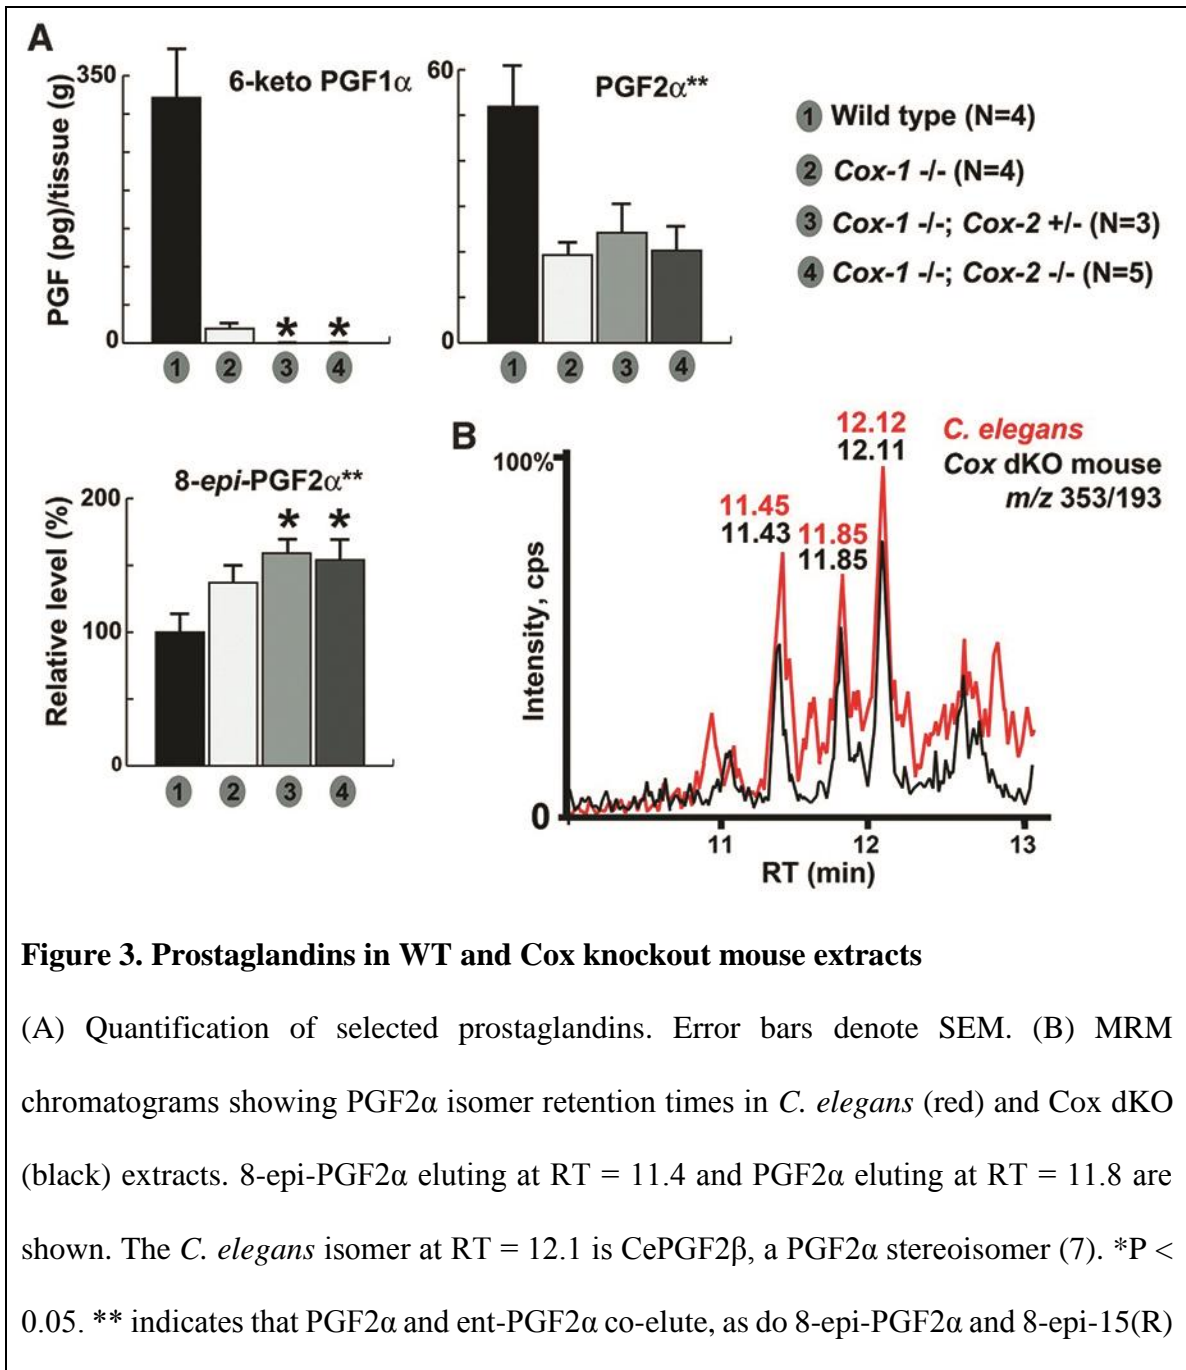 A
6-keto PGF1α
PGF (pg)/tissue (g)
350
0
*
*
1
2
3
4
PGF2α**
60
0
1
2
3
4
1 Wild type (N=4)
2 Cox-1 -/- (N=4)
3 Cox-1 -/-; Cox-2 +/- (N=3)
4 Cox-1 -/-; Cox-2 -/- (N=5)
8-epi-PGF2α**
Relative level (%)
200
100
0
*
*
1
2
3
4
B
100%
0
Intensity, cps
12.12
12.11
11.45
11.43
11.85
11.85
C. elegans
Cox dKO mouse
m/z 353/193
11
12
13
RT (min)
Figure 3. Prostaglandins in WT and Cox knockout mouse extracts
(A) Quantification of selected prostaglandins. Error bars denote SEM. (B) MRM
chromatograms showing PGF2α isomer retention times in C. elegans (red) and Cox dKO
(black) extracts. 8-epi-PGF2α eluting at RT = 11.4 and PGF2α eluting at RT = 11.8 are
shown. The C. elegans isomer at RT = 12.1 is CePGF2β, a PGF2α stereoisomer (7). *P <
0.05. ** indicates that PGF2α and ent-PGF2α co-elute, as do 8-epi-PGF2α and 8-epi-15(R)